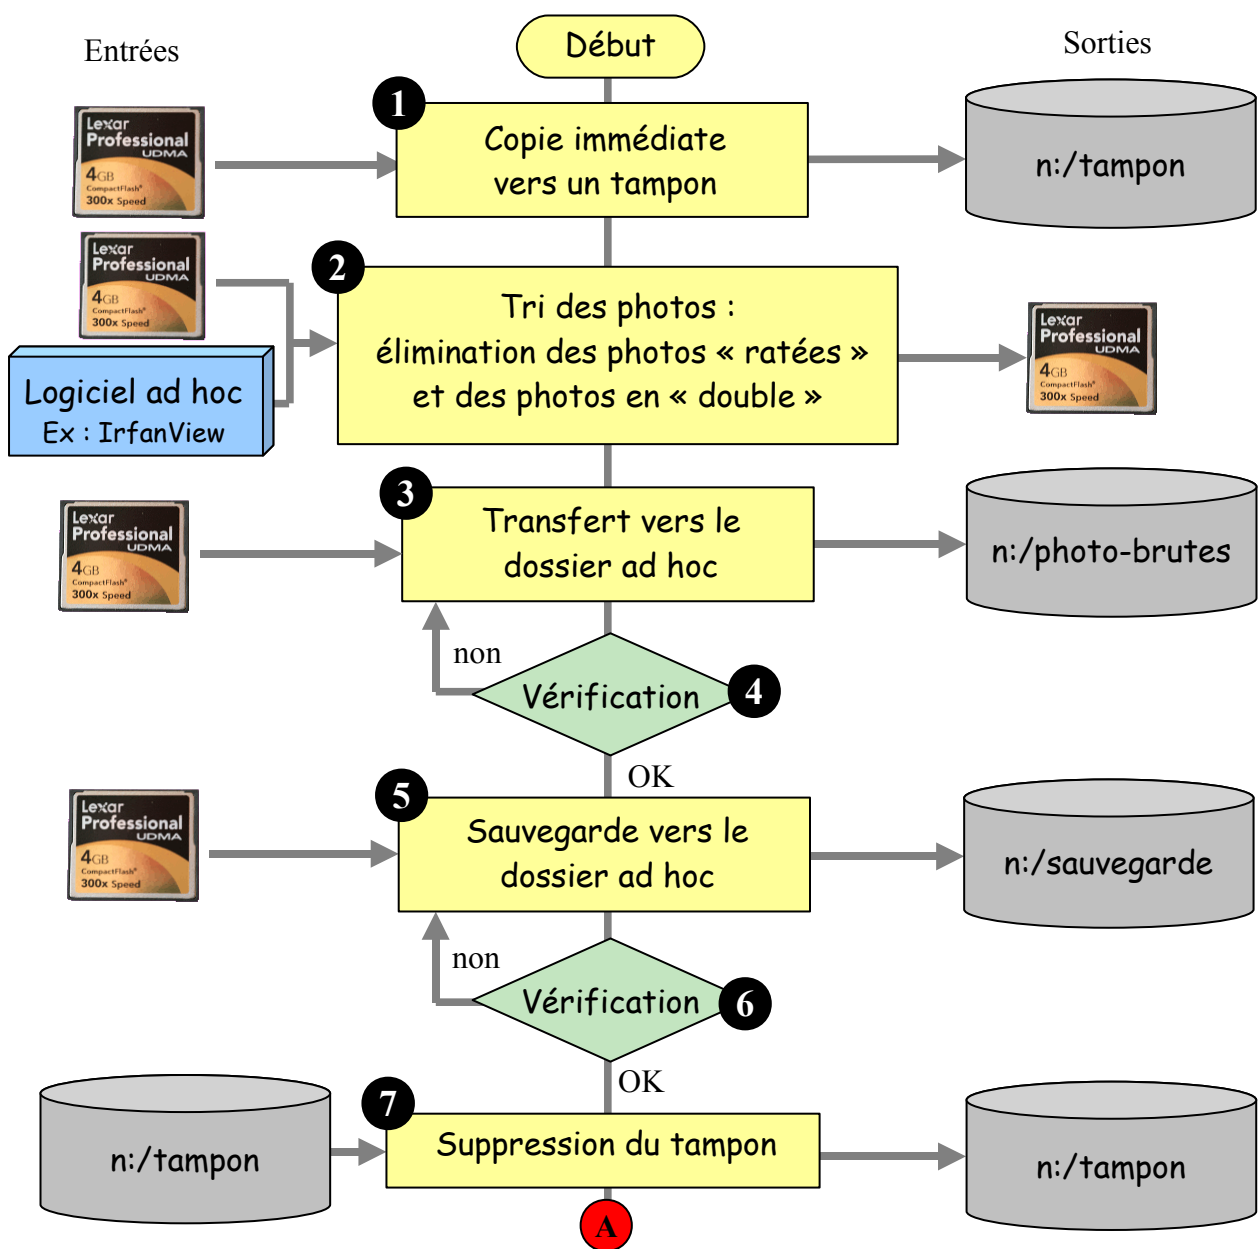 Entrées
Début
Sorties
1
Copie immédiate
vers un tampon
Lexar
Professional
UDMA
4GB
CompactFlash®
300x Speed
n:/tampon
2
Tri des photos :
élimination des photos « ratées »
et des photos en « double »
Lexar
Professional
UDMA
4GB
CompactFlash®
300x Speed
Logiciel ad hoc
Ex : IrfanView
Lexar
Professional
UDMA
4GB
CompactFlash®
300x Speed
3
Transfert vers le
dossier ad hoc
Lexar
Professional
UDMA
4GB
CompactFlash®
300x Speed
n:/photo-brutes
non
Vérification
4
OK
5
Sauvegarde vers le
dossier ad hoc
Lexar
Professional
UDMA
4GB
CompactFlash®
300x Speed
n:/sauvegarde
non
Vérification
6
OK
7
Suppression du tampon
n:/tampon
n:/tampon
A